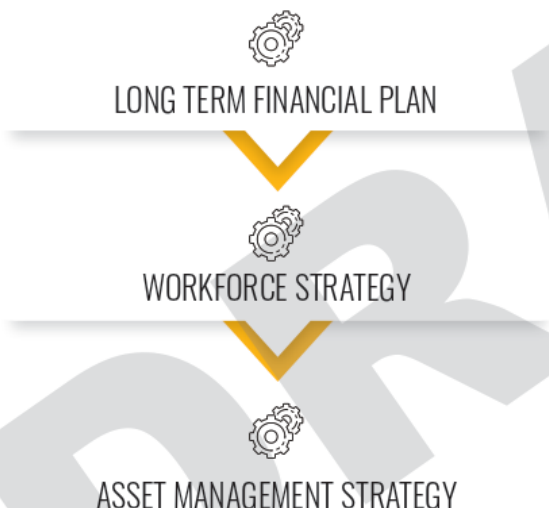 LONG TERM FINANCIAL PLAN
WORKFORCE STRATEGY
ASSET MANAGEMENT STRATEGY